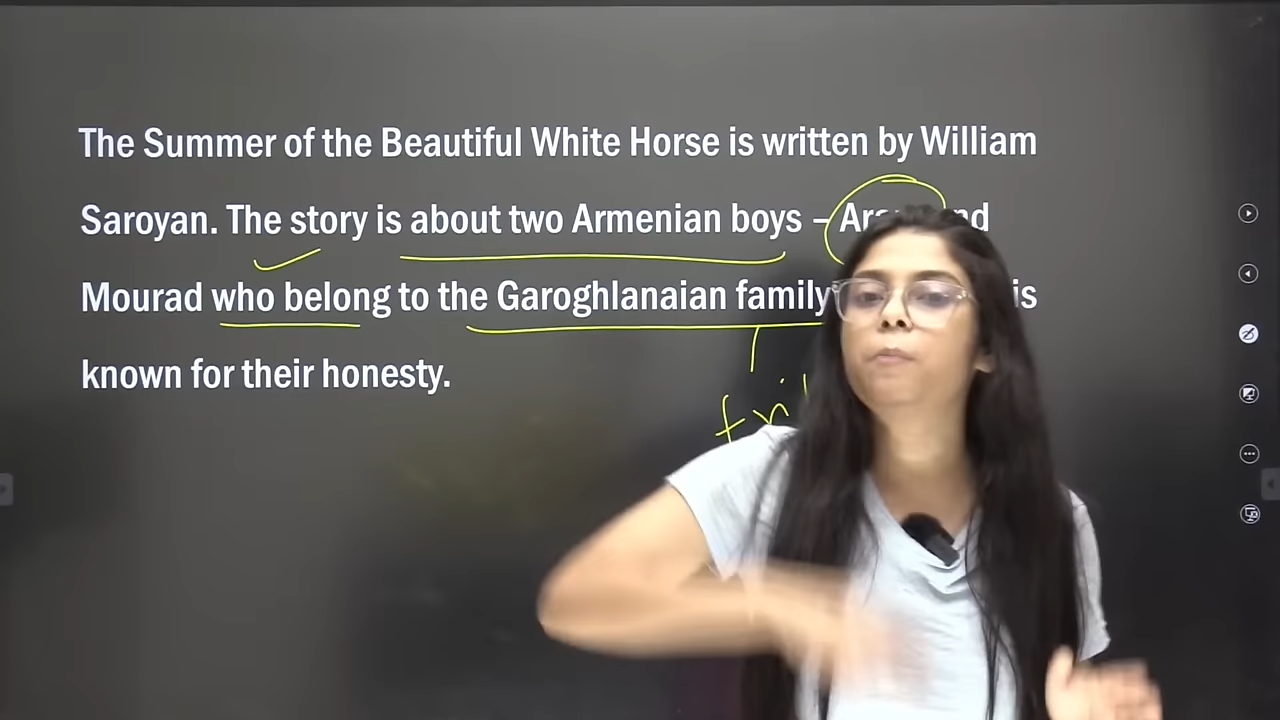 The Summer of the Beautiful White Horse is written by William
Saroyan. The story is about two Armenian boys –
Mourad who belong to the Garoghlanaian family is
known for their honesty.